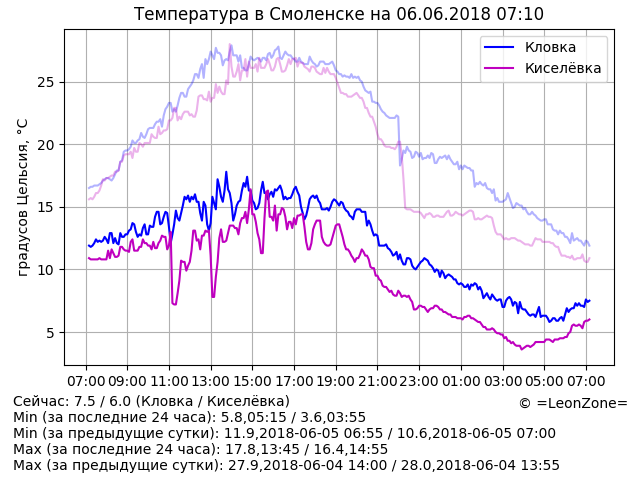 Температура в Смоленске на 06.06.2018 07:10
Кловка
Киселёвка
градусов Цельсия, °C
25
20
15
10
5
07:00 09:00 11:00 13:00 15:00 17:00 19:00 21:00 23:00 01:00 03:00 05:00 07:00
Сейчас: 7.5 / 6.0 (Кловка / Киселёвка)
© =LeonZone=
Min (за последние 24 часа): 5.8,05:15 / 3.6,03:55
Min (за предыдущие сутки): 11.9,2018-06-05 06:55 / 10.6,2018-06-05 07:00
Max (за последние 24 часа): 17.8,13:45 / 16.4,14:55
Max (за предыдущие сутки): 27.9,2018-06-04 14:00 / 28.0,2018-06-04 13:55